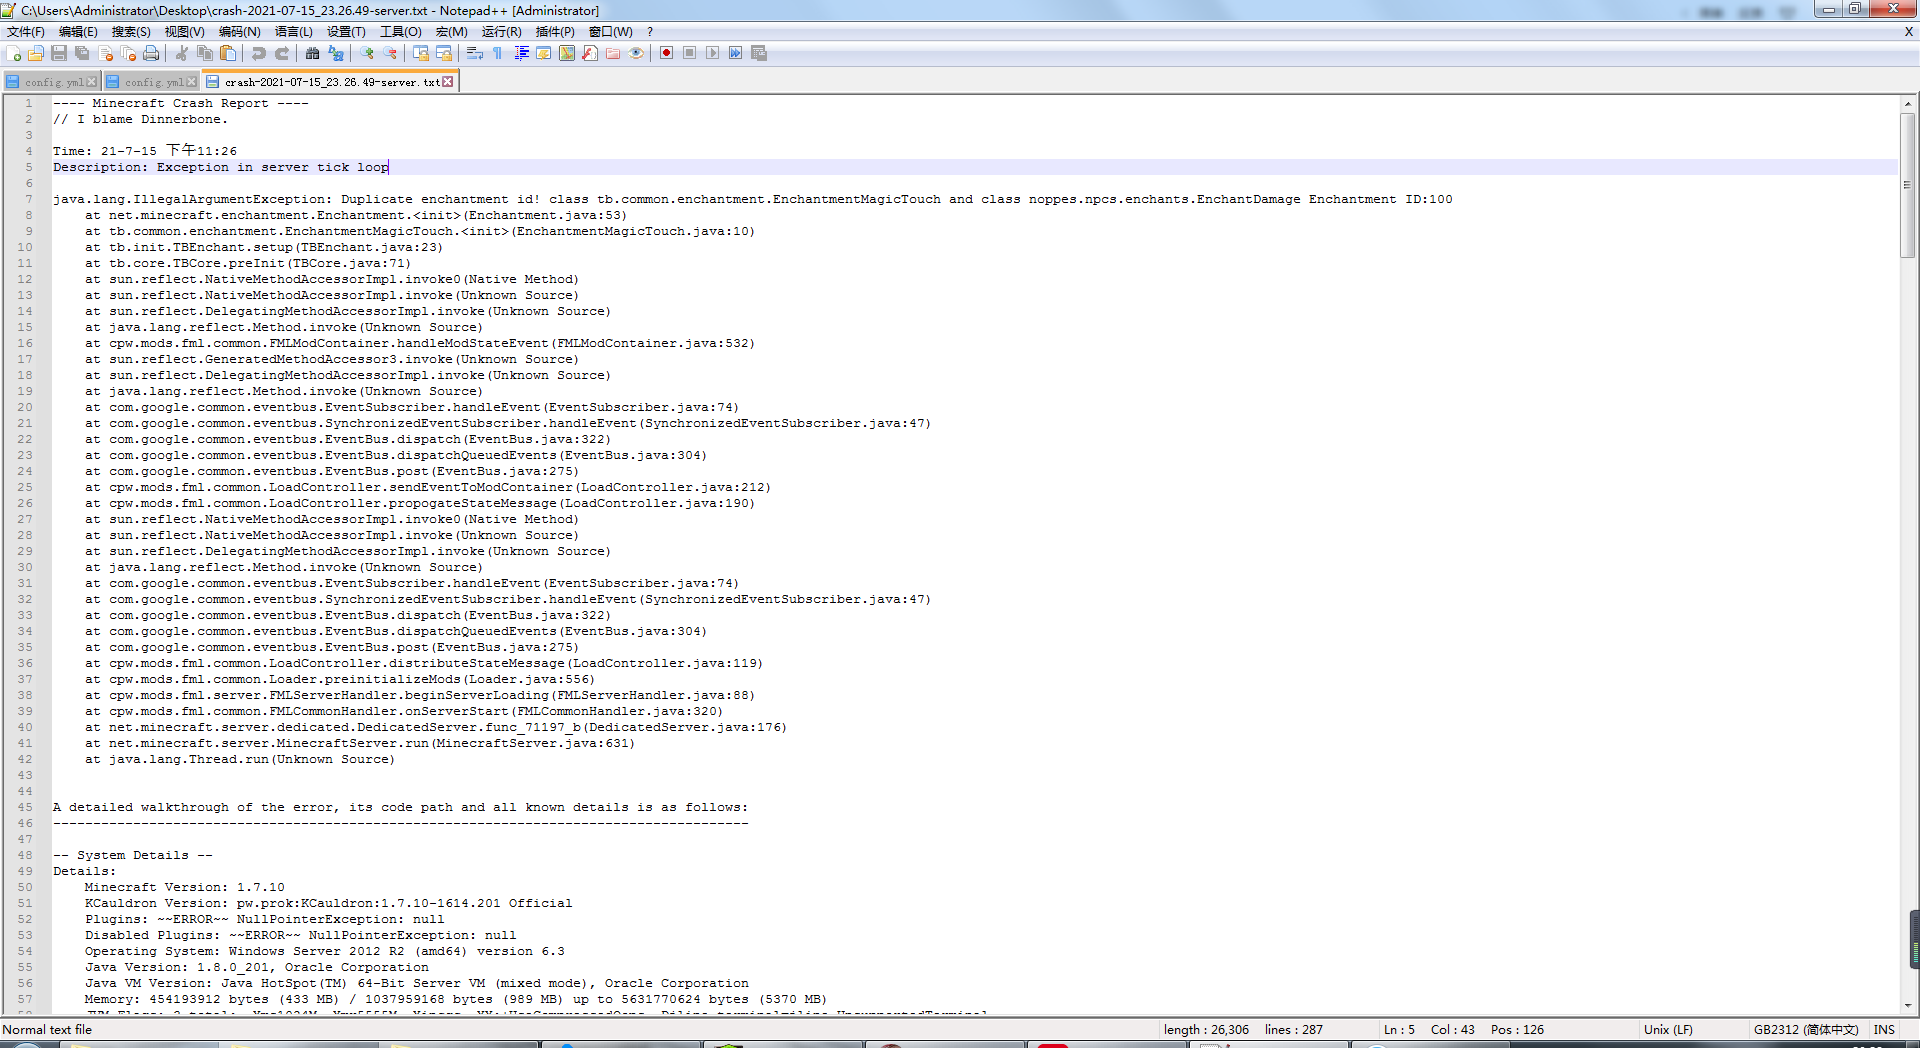 C:\Users\Administrator\Desktop\crash-2021-07-15_23.26.49-server.txt - Notepad++ [Administrator]
文件(F) 编辑(E) 搜索(S) 视图(V) 编码(N) 语言(L) 设置(T) 工具(O) 宏(M) 运行(R) 插件(P) 窗口(W) ? X
config.yml config.yml crash-2021-07-15_23.26.49-server.txt
1 ---- Minecraft Crash Report ----
2 // I blame Dinnerbone.
3
4 Time: 21-7-15 下午11:26
5 Description: Exception in server tick loop
6
7 java.lang.IllegalArgumentException: Duplicate enchantment id! class tb.common.enchantment.EnchantmentMagicTouch and class noppes.npcs.enchants.EnchantDamage Enchantment ID:100
8 at net.minecraft.enchantment.Enchantment.<init>(Enchantment.java:53)
9 at tb.common.enchantment.EnchantmentMagicTouch.<init>(EnchantmentMagicTouch.java:10)
10 at tb.init.TBEnchant.setup(TBEnchant.java:23)
11 at tb.core.TBCore.preInit(TBCore.java:71)
12 at sun.reflect.NativeMethodAccessorImpl.invoke0(Native Method)
13 at sun.reflect.NativeMethodAccessorImpl.invoke(Unknown Source)
14 at sun.reflect.DelegatingMethodAccessorImpl.invoke(Unknown Source)
15 at java.lang.reflect.Method.invoke(Unknown Source)
16 at cpw.mods.fml.common.FMLModContainer.handleModStateEvent(FMLModContainer.java:532)
17 at sun.reflect.GeneratedMethodAccessor3.invoke(Unknown Source)
18 at sun.reflect.DelegatingMethodAccessorImpl.invoke(Unknown Source)
19 at java.lang.reflect.Method.invoke(Unknown Source)
20 at com.google.common.eventbus.EventSubscriber.handleEvent(EventSubscriber.java:74)
21 at com.google.common.eventbus.SynchronizedEventSubscriber.handleEvent(SynchronizedEventSubscriber.java:47)
22 at com.google.common.eventbus.EventBus.dispatch(EventBus.java:322)
23 at com.google.common.eventbus.EventBus.dispatchQueuedEvents(EventBus.java:304)
24 at com.google.common.eventbus.EventBus.post(EventBus.java:275)
25 at cpw.mods.fml.common.LoadController.sendEventToModContainer(LoadController.java:212)
26 at cpw.mods.fml.common.LoadController.propogateStateMessage(LoadController.java:190)
27 at sun.reflect.NativeMethodAccessorImpl.invoke0(Native Method)
28 at sun.reflect.NativeMethodAccessorImpl.invoke(Unknown Source)
29 at sun.reflect.DelegatingMethodAccessorImpl.invoke(Unknown Source)
30 at java.lang.reflect.Method.invoke(Unknown Source)
31 at com.google.common.eventbus.EventSubscriber.handleEvent(EventSubscriber.java:74)
32 at com.google.common.eventbus.SynchronizedEventSubscriber.handleEvent(SynchronizedEventSubscriber.java:47)
33 at com.google.common.eventbus.EventBus.dispatch(EventBus.java:322)
34 at com.google.common.eventbus.EventBus.dispatchQueuedEvents(EventBus.java:304)
35 at com.google.common.eventbus.EventBus.post(EventBus.java:275)
36 at cpw.mods.fml.common.LoadController.distributeStateMessage(LoadController.java:119)
37 at cpw.mods.fml.common.Loader.preinitializeMods(Loader.java:556)
38 at cpw.mods.fml.server.FMLServerHandler.beginServerLoading(FMLServerHandler.java:88)
39 at cpw.mods.fml.common.FMLCommonHandler.onServerStart(FMLCommonHandler.java:320)
40 at net.minecraft.server.dedicated.DedicatedServer.func_71197_b(DedicatedServer.java:176)
41 at net.minecraft.server.MinecraftServer.run(MinecraftServer.java:631)
42 at java.lang.Thread.run(Unknown Source)
43
44
45 A detailed walkthrough of the error, its code path and all known details is as follows:
46 ---------------------------------------------------------------------------------------
47
48 -- System Details --
49 Details:
50 Minecraft Version: 1.7.10
51 KCauldron Version: pw.prok:KCauldron:1.7.10-1614.201 Official
52 Plugins: ~~ERROR~~ NullPointerException: null
53 Disabled Plugins: ~~ERROR~~ NullPointerException: null
54 Operating System: Windows Server 2012 R2 (amd64) version 6.3
55 Java Version: 1.8.0_201, Oracle Corporation
56 Java VM Version: Java HotSpot(TM) 64-Bit Server VM (mixed mode), Oracle Corporation
57 Memory: 454193912 bytes (433 MB) / 1037959168 bytes (989 MB) up to 5631770624 bytes (5370 MB)
Normal text file length : 26,306 lines : 287 Ln : 5 Col : 43 Pos : 126 Unix (LF) GB2312 (简体中文) INS